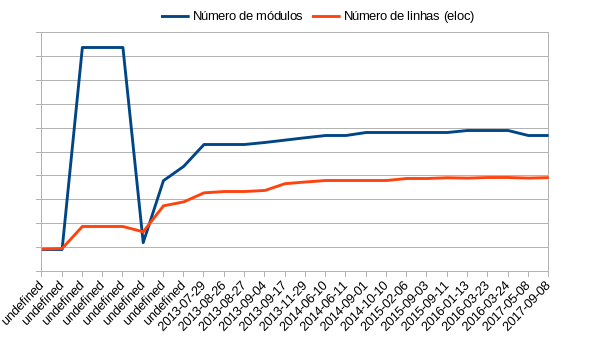 Número de módulos
Número de linhas (eloc)
undefined
undefined
undefined
undefined
undefined
undefined
undefined
undefined
2013-07-29
2013-08-26
2013-08-27
2013-09-04
2013-09-17
2013-11-29
2014-06-10
2014-06-11
2014-09-01
2014-10-10
2015-02-06
2015-09-03
2015-09-11
2016-01-13
2016-03-23
2016-03-24
2017-05-08
2017-09-08